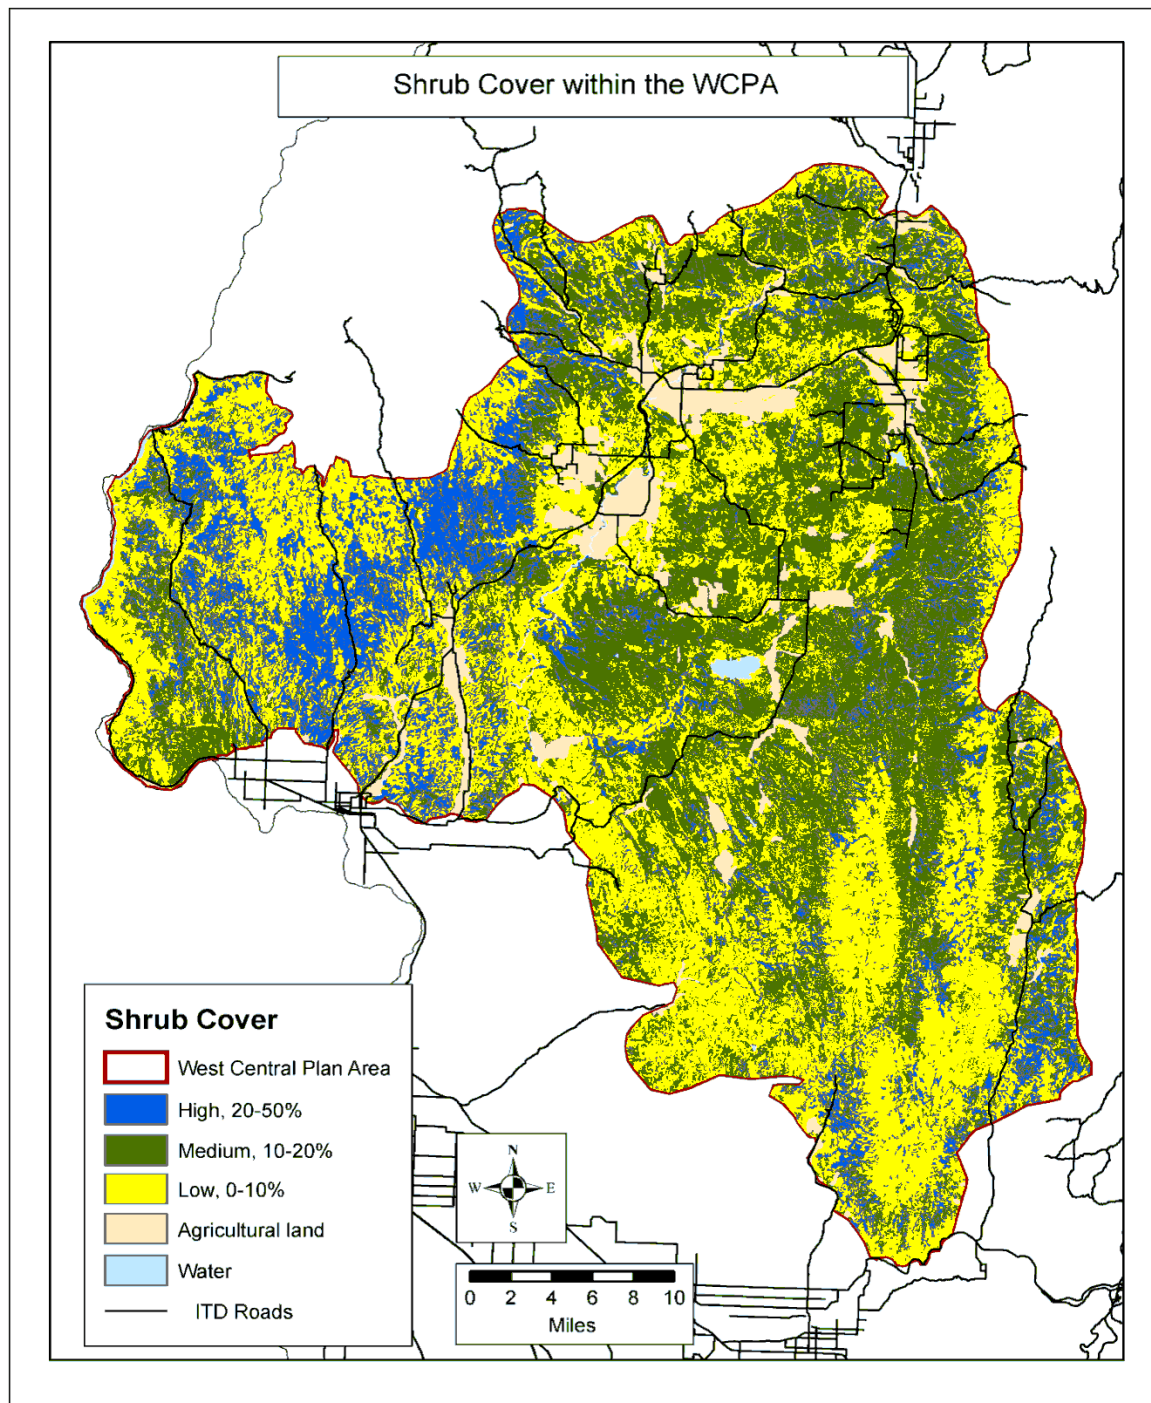 Shrub Cover within the WCPA
Shrub Cover
West Central Plan Area
High, 20-50%
Medium, 10-20%
Low, 0-10%
Agricultural land
Water
ITD Roads
N
W E
S
0 2 4 6 8 10
Miles